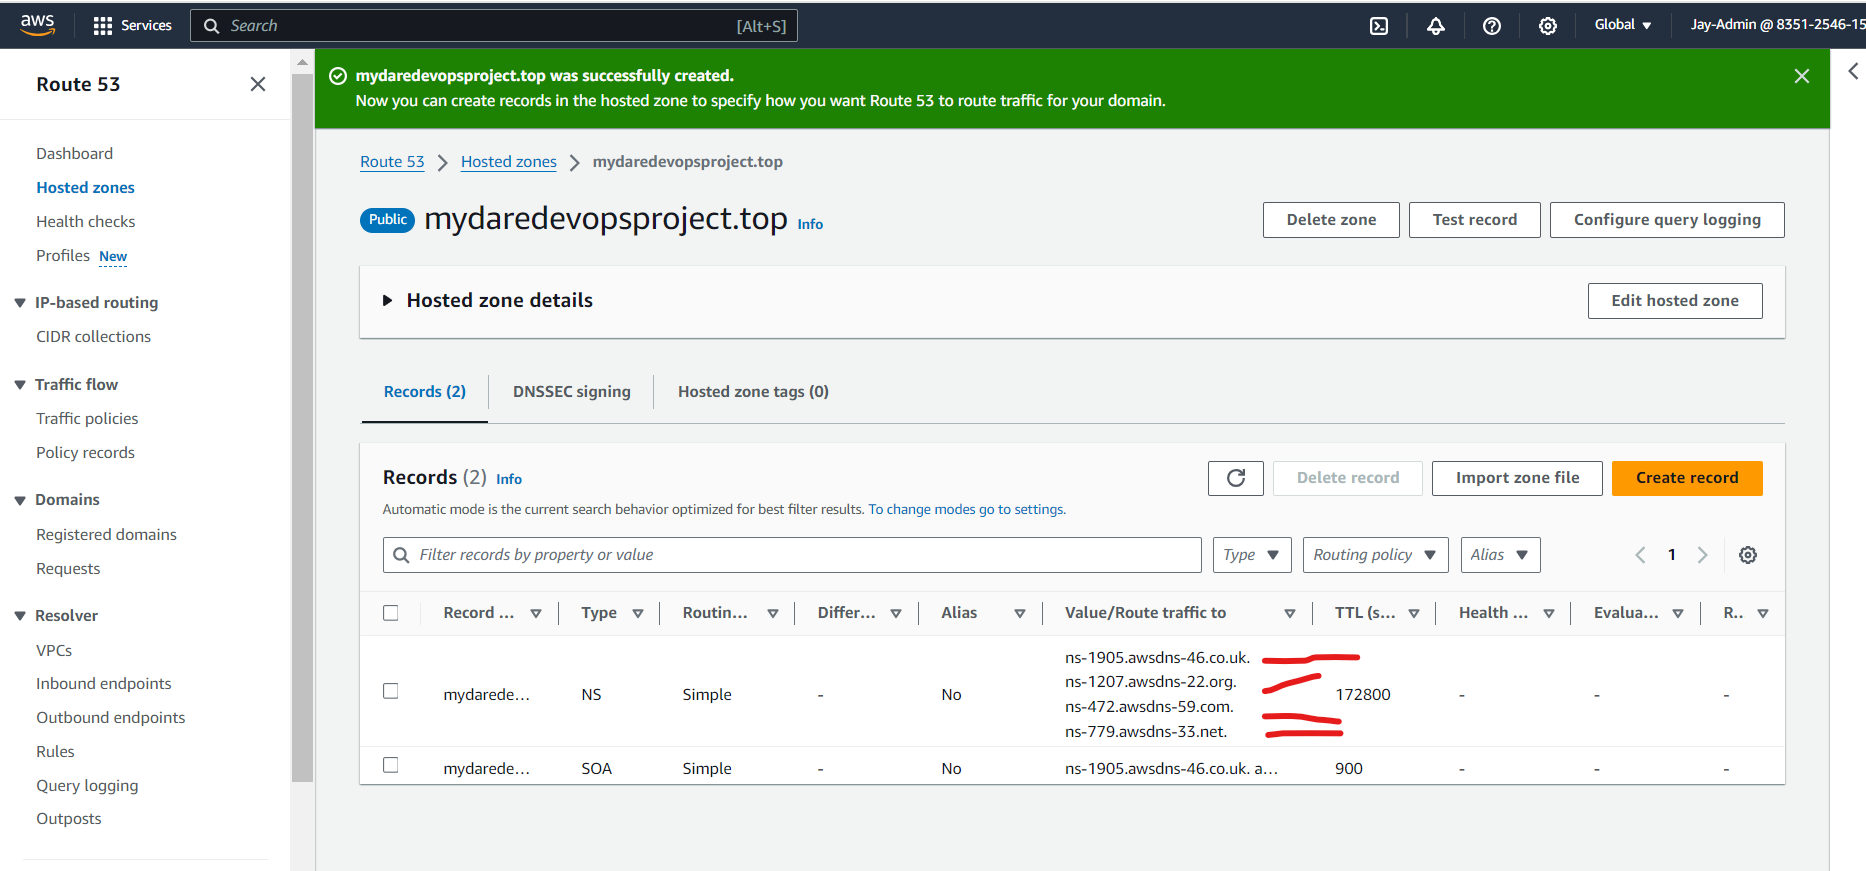 aws
Services
Search [Alt+S]
Global
Jay-Admin @ 8351-2546-15
Route 53
Dashboard
Hosted zones
Health checks
Profiles New
IP-based routing
CIDR collections
Traffic flow
Traffic policies
Policy records
Domains
Registered domains
Requests
Resolver
VPCs
Inbound endpoints
Outbound endpoints
Rules
Query logging
Outposts
mydaredevopsproject.top was successfully created.
Now you can create records in the hosted zone to specify how you want Route 53 to route traffic for your domain.
Route 53 Hosted zones mydaredevopsproject.top
Public mydaredevopsproject.top Info
Delete zone Test record Configure query logging
Hosted zone details Edit hosted zone
Records (2) DNSSEC signing Hosted zone tags (0)
Records (2) Info
Delete record Import zone file Create record
Automatic mode is the current search behavior optimized for best filter results. To change modes go to settings.
Filter records by property or value Type Routing policy Alias 1
Record ... Type Routin... Differ... Alias Value/Route traffic to TTL (s... Health ... Evalua... R..
mydarede... NS Simple - No ns-1905.awsdns-46.co.uk.
ns-1207.awsdns-22.org.
ns-472.awsdns-59.com.
ns-779.awsdns-33.net. 172800 - - -
mydarede... SOA Simple - No ns-1905.awsdns-46.co.uk. a... 900 - - -